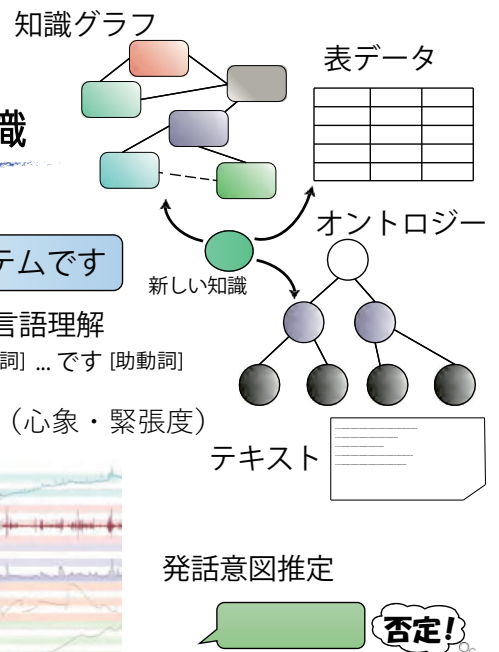 知識グラフ
表データ
識
オントロジー
テムです
新しい知識
言語理解
詞] ... です [助動詞]
(心象・緊張度)
テキスト
発話意図推定
否定!